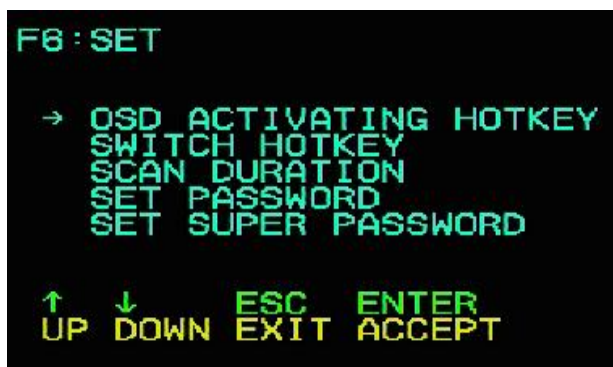 F6:SET
→ OSD ACTIVATING HOTKEY
SWITCH HOTKEY
SCAN DURATION
SET PASSWORD
SET SUPER PASSWORD
↑ ↓ ESC ENTER
UP DOWN EXIT ACCEPT